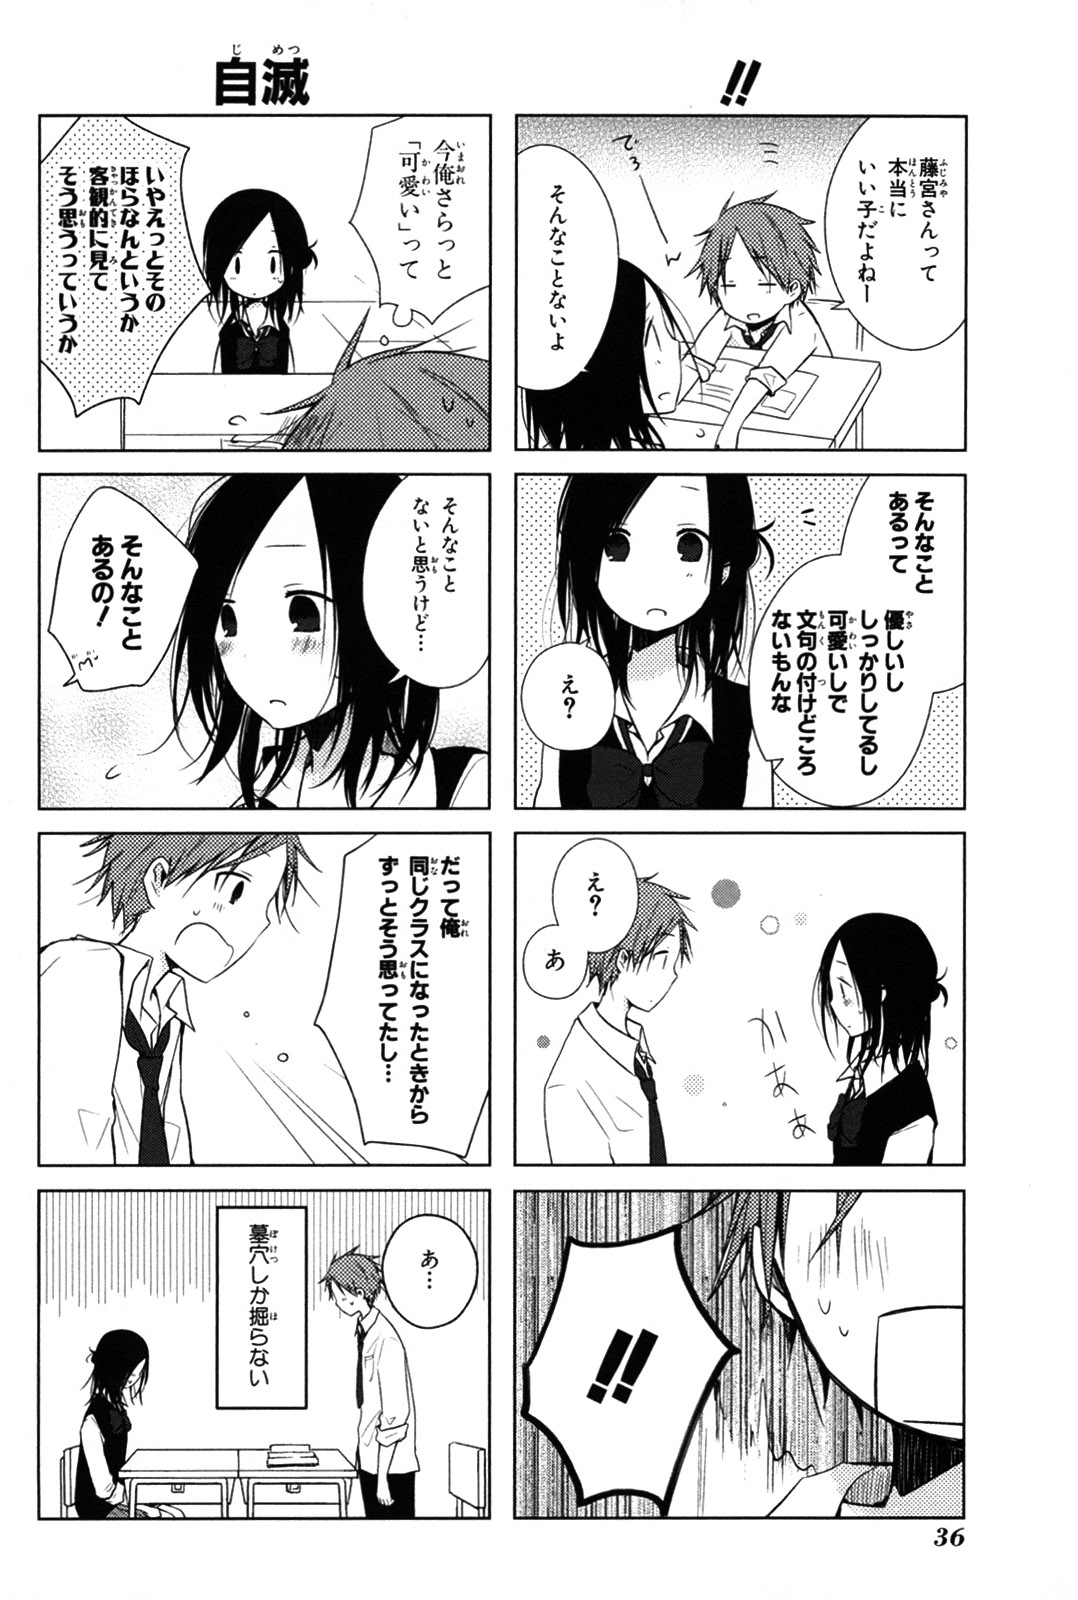 !!
藤宮さんって
本当に
いい子だよねー
でろ
そんなことないよ
そんなこと
あるって
優しいし
しっかりしてるし
可愛いしで
文句の付けどころ
ないもんな
え?
え?
あ
かぁぁぁ
!!
自滅
今俺さらっと
「可愛い」って
いやえっとその
ほらなんというか
客観的に見て
そう思うっていうか
そんなこと
ないと思うけど…
そんなこと
あるの!
だって俺
同じクラスになったときから
ずっとそう思ってたし…
あ…
墓穴しか掘らない
36